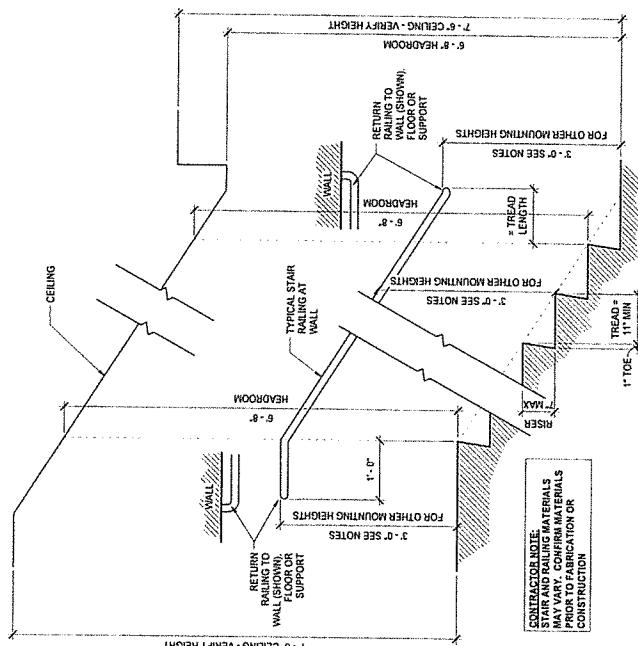 7' - 6" CEILING - VERIFY HEIGHT
6' - 8" HEADROOM
CEILING
RETURN
RAILING TO
WALL (SHOWN),
FLOOR OR
SUPPORT
WALL
6' - 8"
HEADROOM
3' - 0" SEE NOTES
FOR OTHER MOUNTING HEIGHTS
= TREAD
LENGTH
TYPICAL STAIR
RAILING AT
WALL
3' - 0" SEE NOTES
FOR OTHER MOUNTING HEIGHTS
6' - 8"
HEADROOM
WALL
1' - 0"
RETURN
RAILING TO
WALL (SHOWN),
FLOOR OR
SUPPORT
3' - 0" SEE NOTES
FOR OTHER MOUNTING HEIGHTS
CEILING - VERIFY HEIGHT
TREAD =
11" MIN
1" TOE
RISER
7" MAX
CONTRACTOR NOTE:
STAIR AND RAILING MATERIALS
MAY VARY. CONFIRM MATERIALS
PRIOR TO FABRICATION OR
CONSTRUCTION